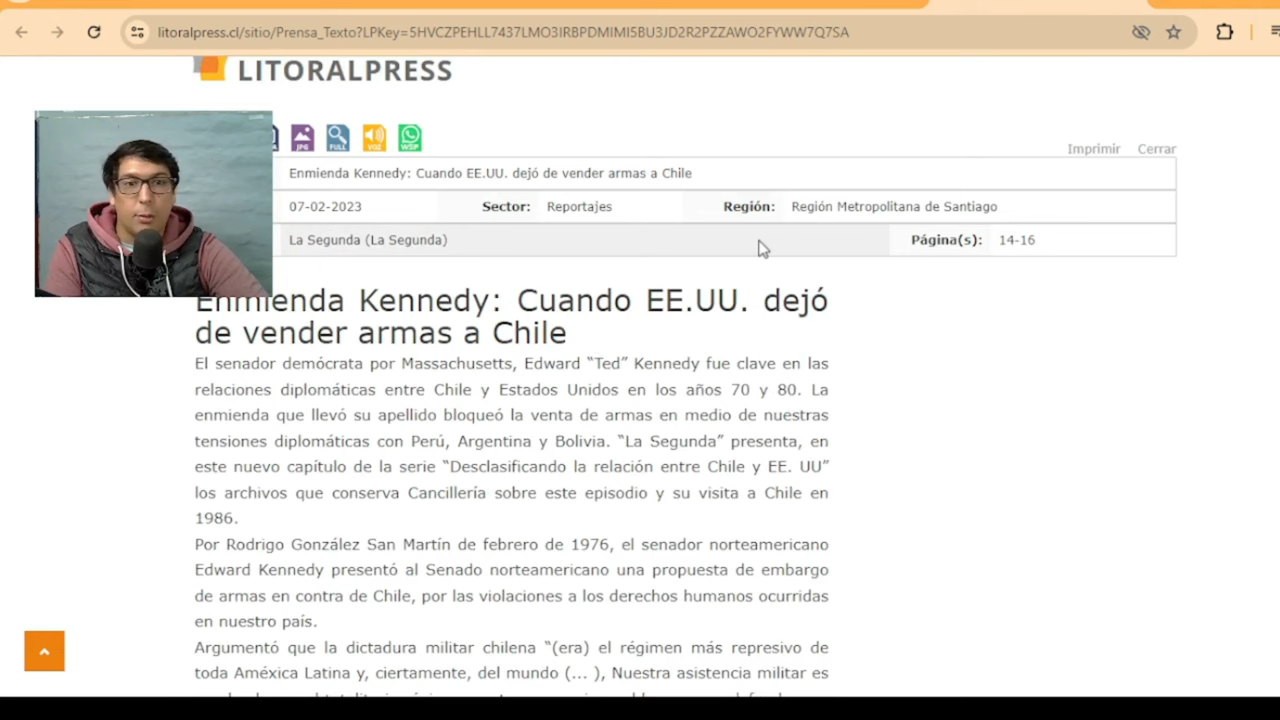 litoralpress.cl/sitio/Prensa_Texto?LPKey=5HVCZPEHLL7437LMO3IRBPDMIMI5BU3JD2R2PZZAWO2FYWW7Q7SA
LITORALPRESS
JPG FULL VOZ WSP
Imprimir Cerrar
Enmienda Kennedy: Cuando EE.UU. dejó de vender armas a Chile
07-02-2023 Sector: Reportajes Región: Región Metropolitana de Santiago
La Segunda (La Segunda) Página(s): 14-16
Enmienda Kennedy: Cuando EE.UU. dejó
de vender armas a Chile
El senador demócrata por Massachusetts, Edward “Ted” Kennedy fue clave en las
relaciones diplomáticas entre Chile y Estados Unidos en los años 70 y 80. La
enmienda que llevó su apellido bloqueó la venta de armas en medio de nuestras
tensiones diplomáticas con Perú, Argentina y Bolivia. “La Segunda” presenta, en
este nuevo capítulo de la serie “Desclasificando la relación entre Chile y EE. UU”
los archivos que conserva Cancillería sobre este episodio y su visita a Chile en
1986.
Por Rodrigo González San Martín de febrero de 1976, el senador norteamericano
Edward Kennedy presentó al Senado norteamericano una propuesta de embargo
de armas en contra de Chile, por las violaciones a los derechos humanos ocurridas
en nuestro país.
Argumentó que la dictadura militar chilena “(era) el régimen más represivo de
toda Améxica Latina y, ciertamente, del mundo (... ), Nuestra asistencia militar es